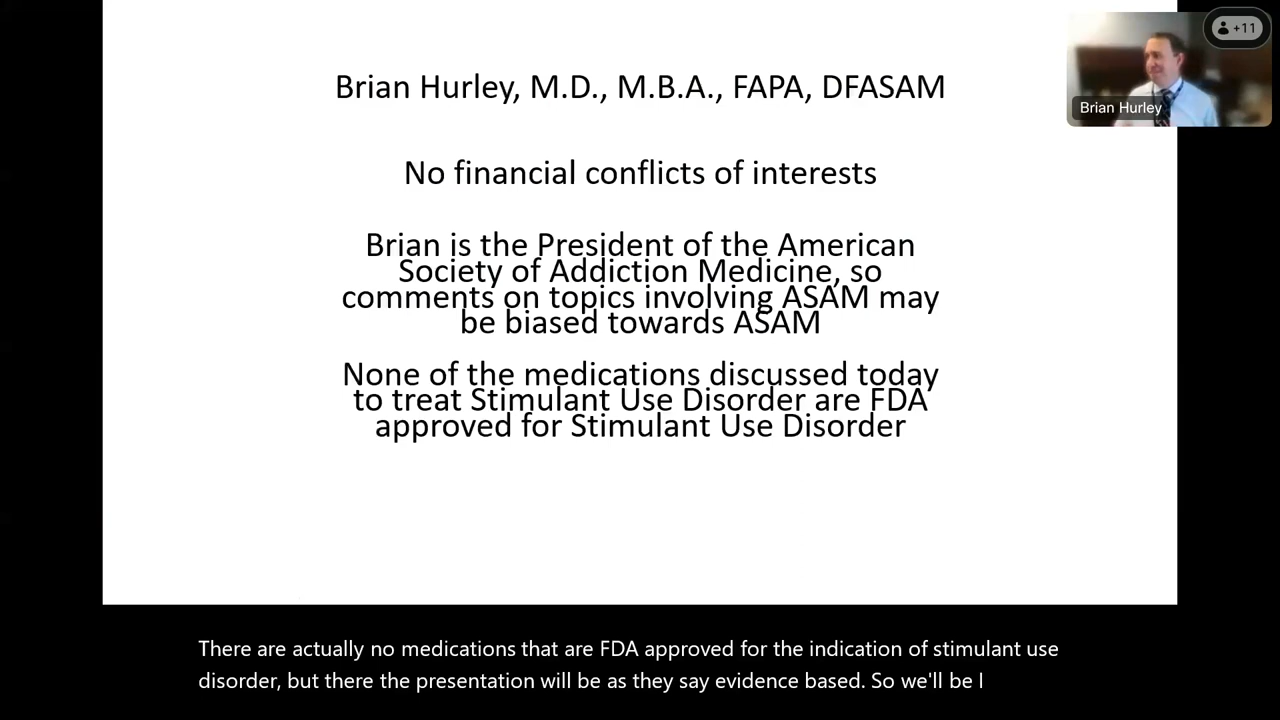 Brian Hurley, M.D., M.B.A., FAPA, DFASAM
+11
Brian Hurley
No financial conflicts of interests
Brian is the President of the American
Society of Addiction Medicine, so
comments on topics involving ASAM may
be biased towards ASAM
None of the medications discussed today
to treat Stimulant Use Disorder are FDA
approved for Stimulant Use Disorder
There are actually no medications that are FDA approved for the indication of stimulant use
disorder, but there the presentation will be as they say evidence based. So we'll be I